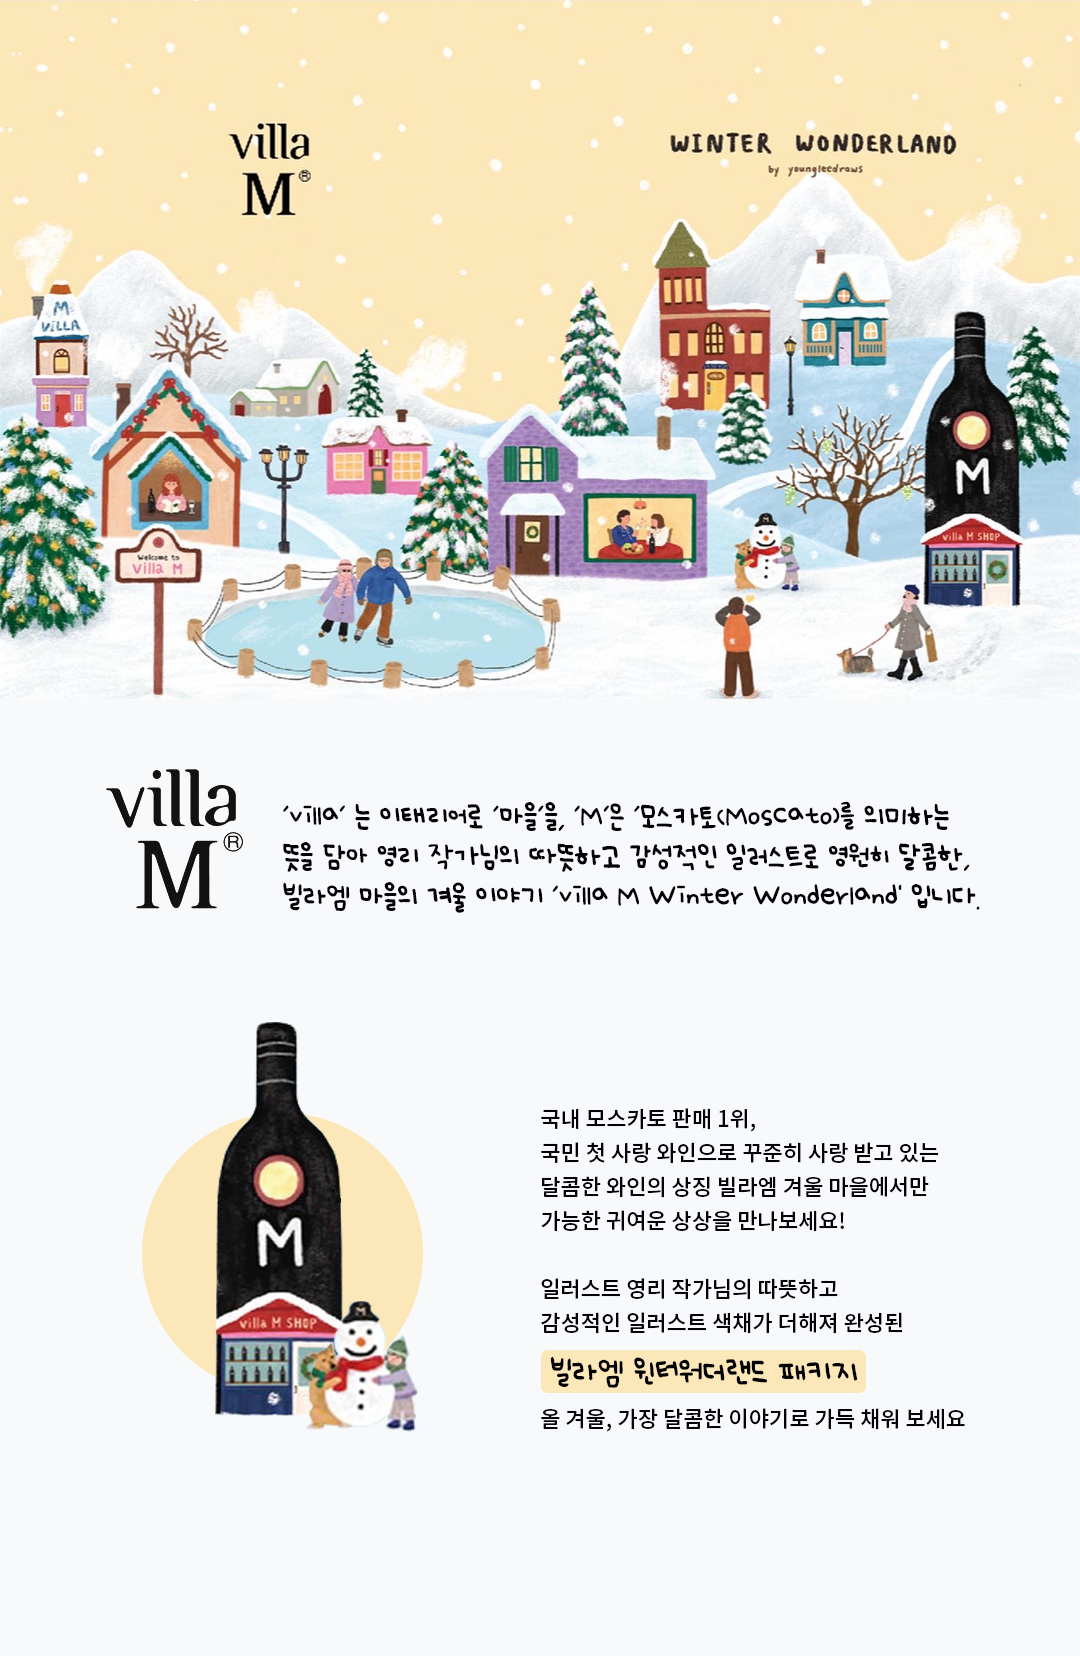 villa
M®
WINTER WONDERLAND
by youngleedraws
M
VILLA
Welcome to
Villa M
M
villa M SHOP
villa
M®
‘villa‘ 는 이태리어로 ‘마을’을, ‘M’은 ‘모스카토(Moscato)를 의미하는
뜻을 담아 영리 작가님의 따뜻하고 감성적인 일러스트로 영원히 달콤한,
빌라엠 마을의 겨울 이야기 ‘villa M Winter Wonderland' 입니다.
M
villa M SHOP
국내 모스카토 판매 1위,
국민 첫 사랑 와인으로 꾸준히 사랑 받고 있는
달콤한 와인의 상징 빌라엠 겨울 마을에서만
가능한 귀여운 상상을 만나보세요!
일러스트 영리 작가님의 따뜻하고
감성적인 일러스트 색채가 더해져 완성된
빌라엠 윈터워더랜드 패키지
올 겨울, 가장 달콤한 이야기로 가득 채워 보세요